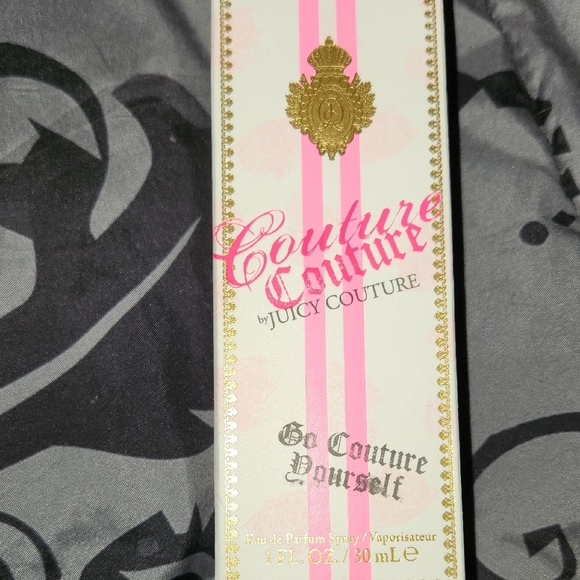 Couture
Couture
by JUICY COUTURE
Go Couture
Yourself
Eau de Parfum Spray / Vaporisateur
1 FL. OZ. / 30 mL ℮